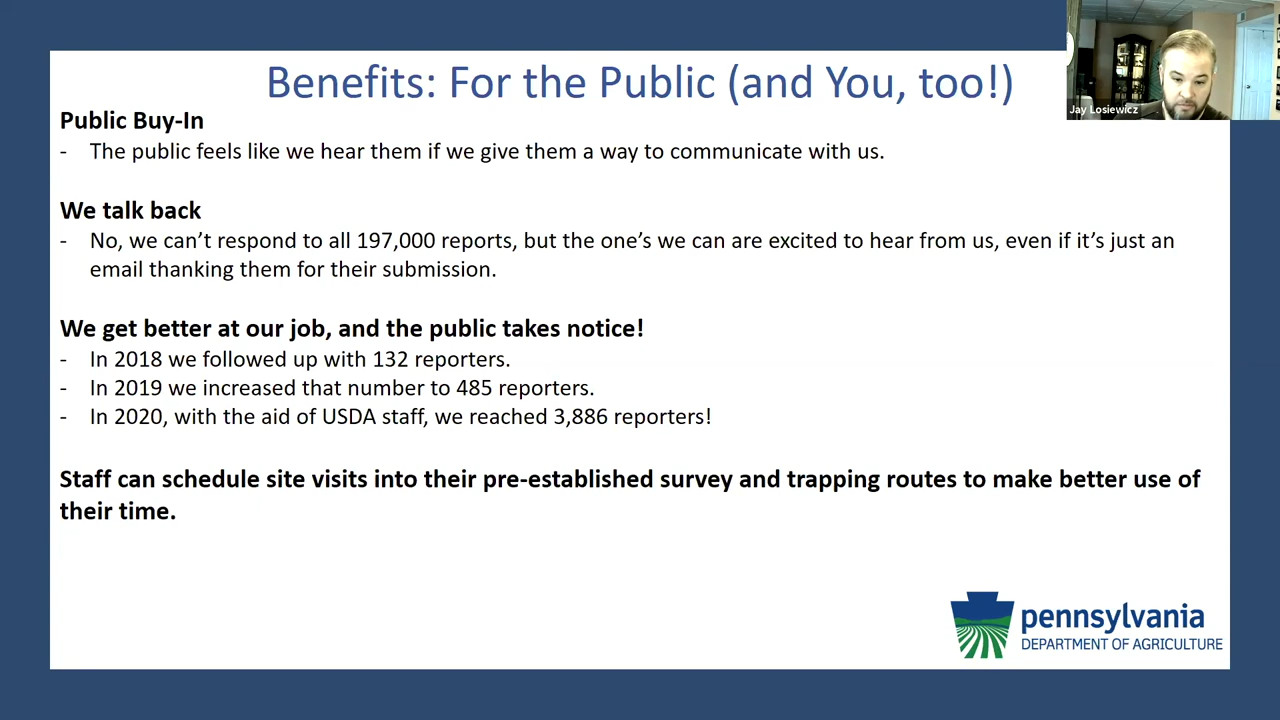 Benefits: For the Public (and You, too!)
Jay Losiewicz
Public Buy-In
- The public feels like we hear them if we give them a way to communicate with us.
We talk back
- No, we can’t respond to all 197,000 reports, but the one’s we can are excited to hear from us, even if it’s just an
email thanking them for their submission.
We get better at our job, and the public takes notice!
- In 2018 we followed up with 132 reporters.
- In 2019 we increased that number to 485 reporters.
- In 2020, with the aid of USDA staff, we reached 3,886 reporters!
Staff can schedule site visits into their pre-established survey and trapping routes to make better use of
their time.
pennsylvania
DEPARTMENT OF AGRICULTURE